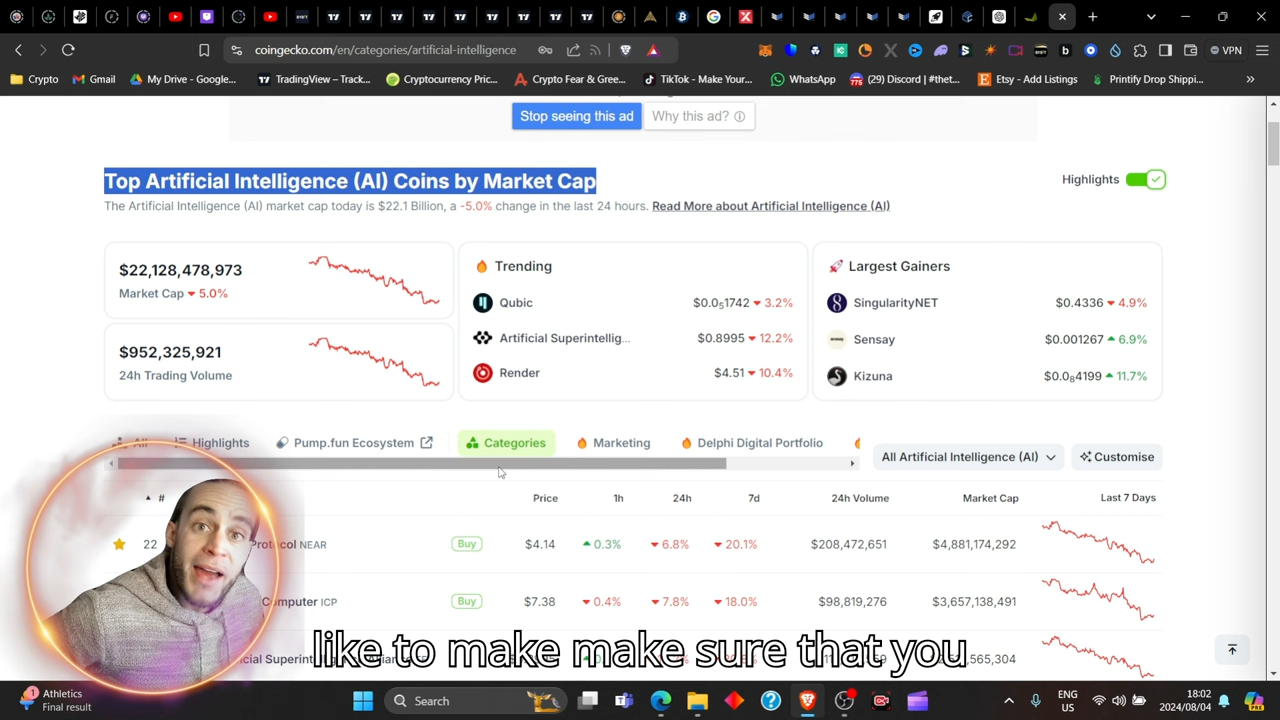 coingecko.com/en/categories/artificial-intelligence
VPN
Crypto
Gmail
My Drive - Google...
TradingView – Track...
Cryptocurrency Pric...
Crypto Fear & Gree...
TikTok - Make Your...
WhatsApp
(29) Discord | #thet...
Etsy - Add Listings
Printify Drop Shippi...
Stop seeing this ad
Why this ad?
Top Artificial Intelligence (AI) Coins by Market Cap
Highlights
The Artificial Intelligence (AI) market cap today is $22.1 Billion, a -5.0% change in the last 24 hours. Read More about Artificial Intelligence (AI)
$22,128,478,973
Market Cap 5.0%
$952,325,921
24h Trading Volume
Trending
Qubic $0.0₅1742 3.2%
Artificial Superintellig... $0.8995 12.2%
Render $4.51 10.4%
Largest Gainers
SingularityNET $0.4336 4.9%
Sensay $0.001267 6.9%
Kizuna $0.0₈4199 11.7%
All Highlights Pump.fun Ecosystem Categories Marketing Delphi Digital Portfolio
All Artificial Intelligence (AI) Customise
# Price 1h 24h 7d 24h Volume Market Cap Last 7 Days
22 Protocol NEAR Buy $4.14 0.3% 6.8% 20.1% $208,472,651 $4,881,174,292
Computer ICP Buy $7.38 0.4% 7.8% 18.0% $98,819,276 $3,657,138,491
like to make make sure that you
Athletics
Final result
Search
ENG
US
18:02
2024/08/04